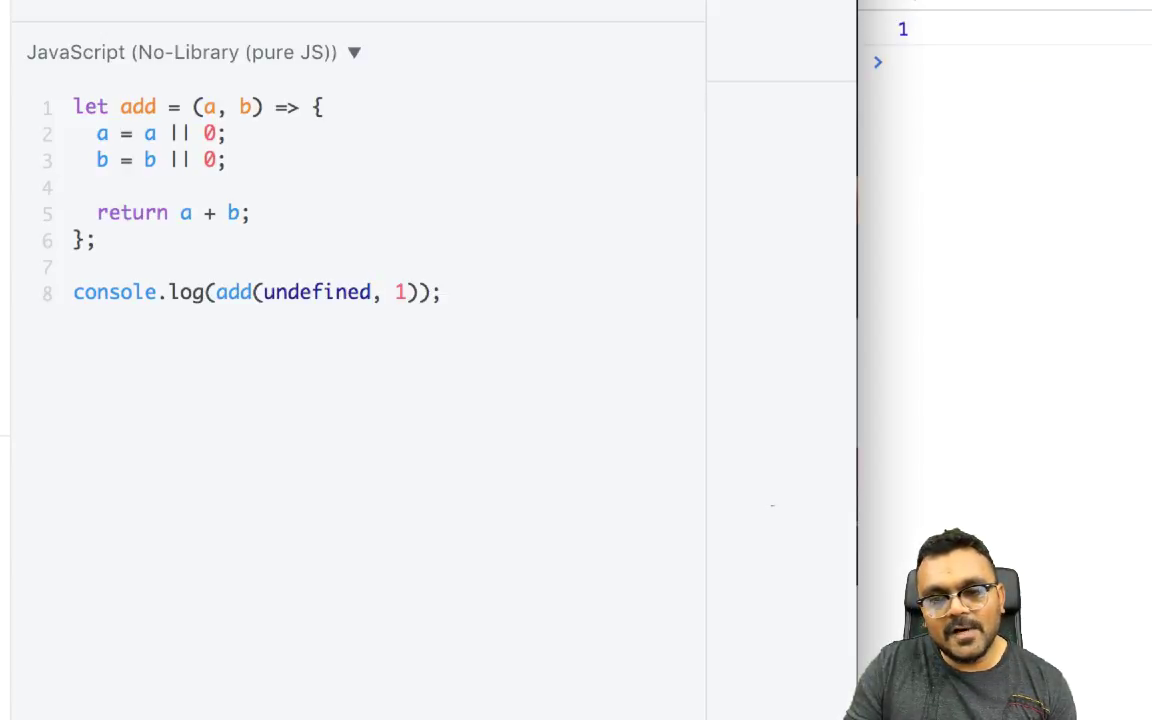 JavaScript (No-Library (pure JS)) ▼
1 let add = (a, b) => {
2   a = a || 0;
3   b = b || 0;
4
5   return a + b;
6 };
7
8 console.log(add(undefined, 1));
1
>